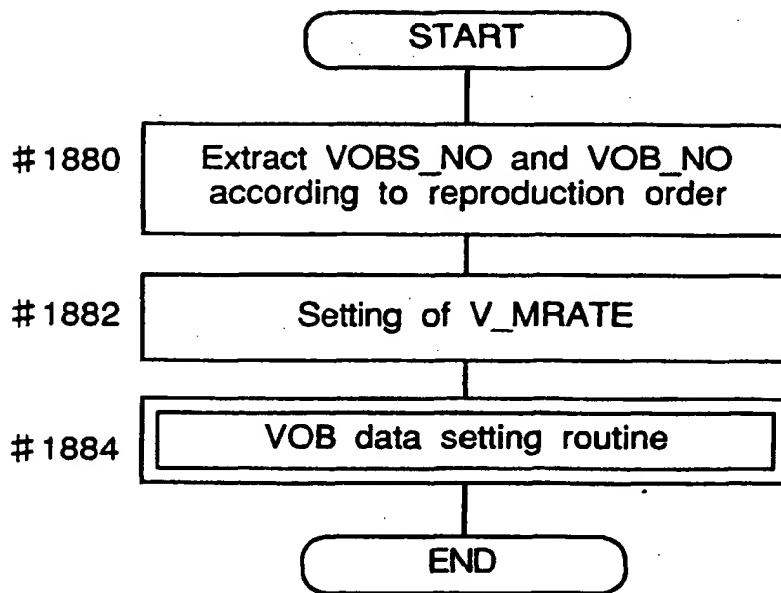 START
#1880
Extract VOBS_NO and VOB_NO
according to reproduction order
#1882
Setting of V_MRATE
#1884
VOB data setting routine
END